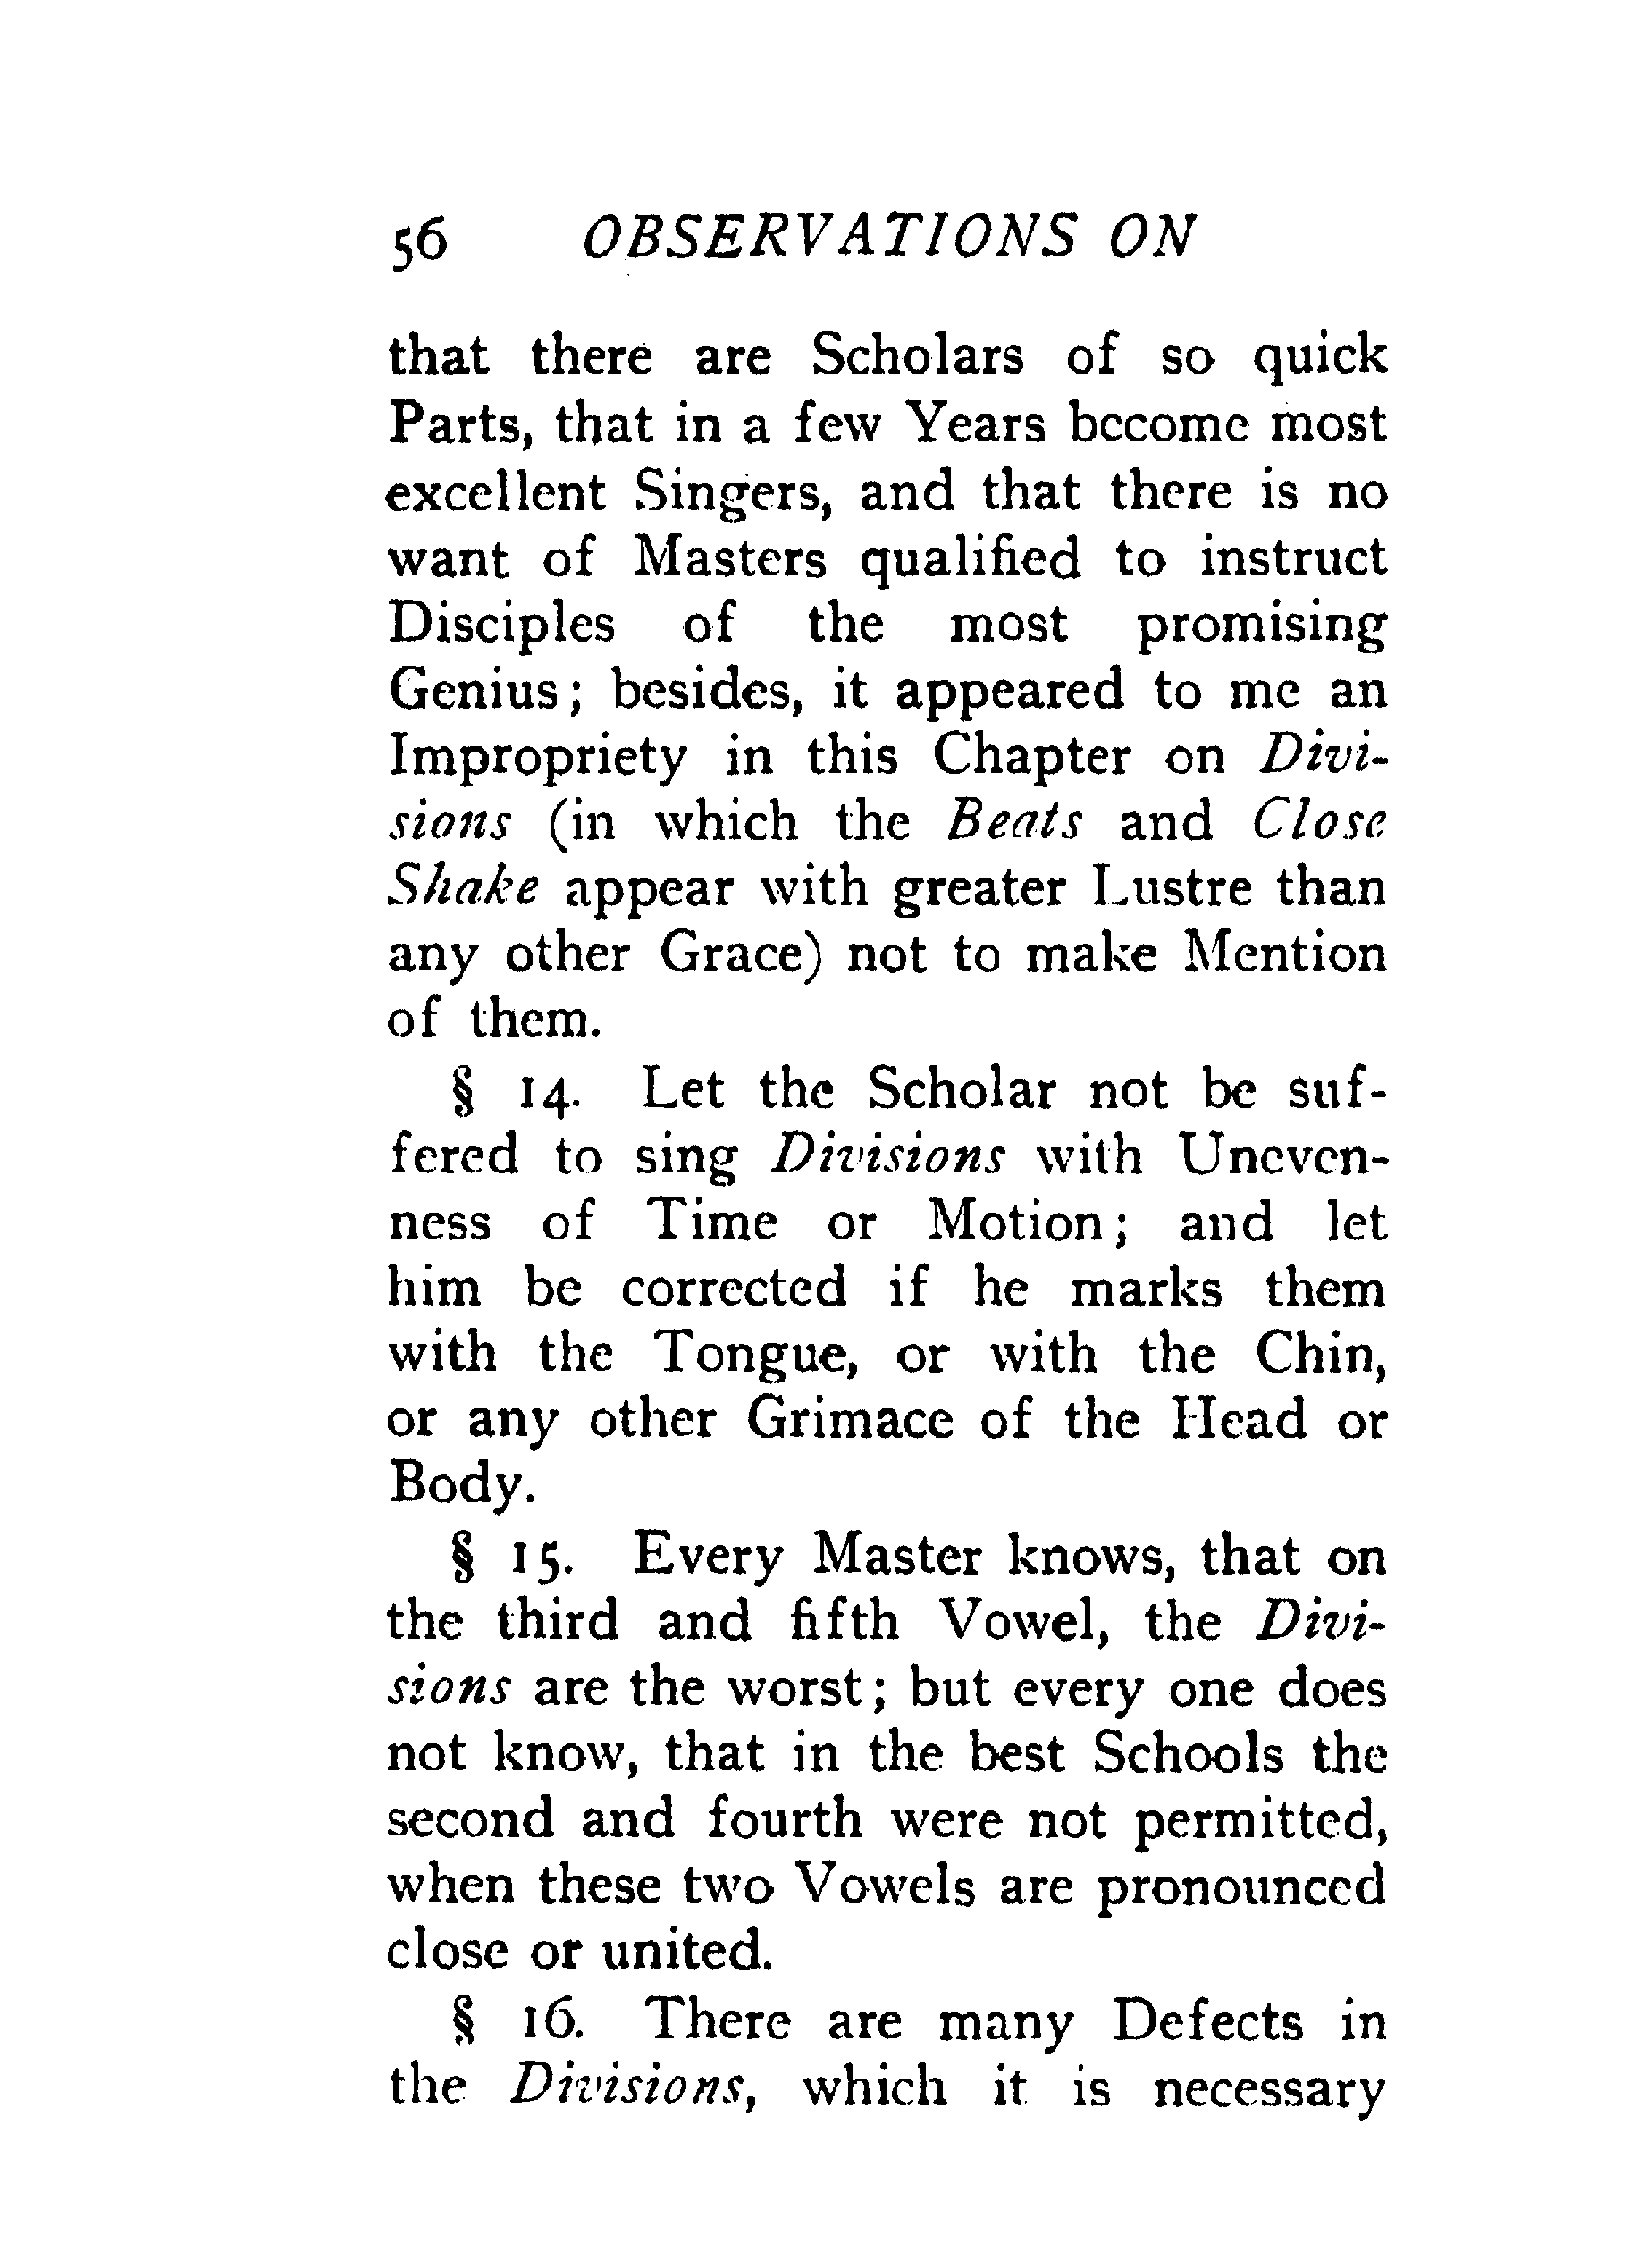 56 OBSERVATIONS ON
that there are Scholars of so quick
Parts, that in a few Years become most
excellent Singers, and that there is no
want of Masters qualified to instruct
Disciples of the most promising
Genius; besides, it appeared to me an
Impropriety in this Chapter on Divi-
sions (in which the Beats and Close
Shake appear with greater Lustre than
any other Grace) not to make Mention
of them.
§ 14. Let the Scholar not be suf-
fered to sing Divisions with Uneven-
ness of Time or Motion; and let
him be corrected if he marks them
with the Tongue, or with the Chin,
or any other Grimace of the Head or
Body.
§ 15. Every Master knows, that on
the third and fifth Vowel, the Divi-
sions are the worst; but every one does
not know, that in the best Schools the
second and fourth were not permitted,
when these two Vowels are pronounced
close or united.
§ 16. There are many Defects in
the Divisions, which it is necessary